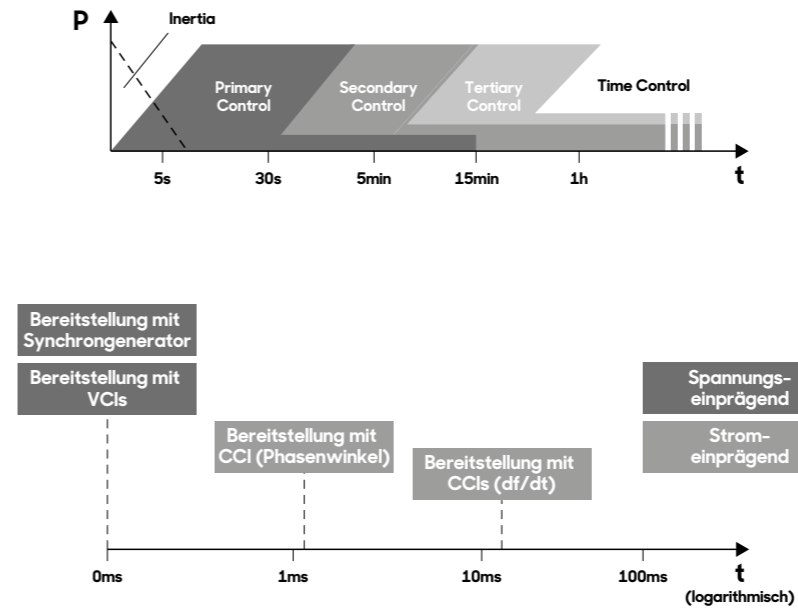 P
Inertia
Primary
Control
Secondary
Control
Tertiary
Control
Time Control
5s
30s
5min
15min
1h
t
Bereitstellung mit
Synchrongenerator
Bereitstellung mit
VCIs
Bereitstellung mit
CCI (Phasenwinkel)
Bereitstellung mit
CCIs (df/dt)
Spannungs-
einprägend
Strom-
einprägend
0ms
1ms
10ms
100ms
t
(logarithmisch)